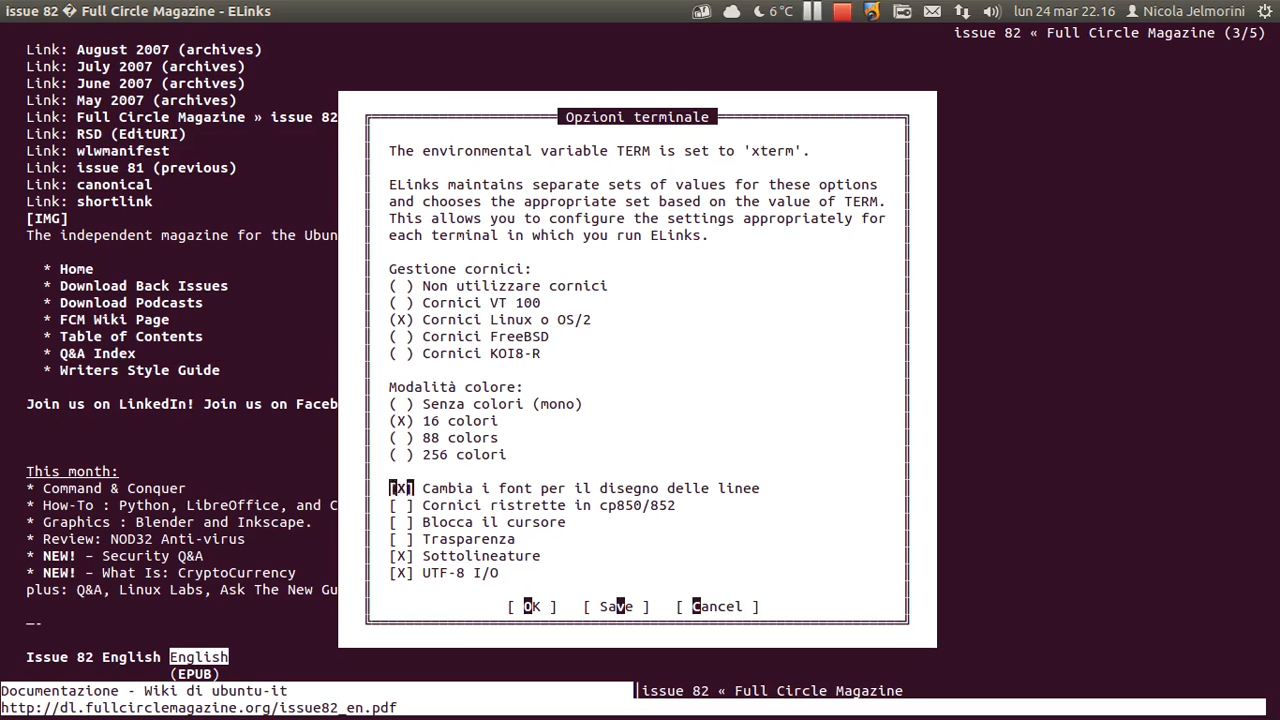 issue 82 � Full Circle Magazine - ELinks
6 °C
lun 24 mar 22.16
Nicola Jelmorini
issue 82 « Full Circle Magazine (3/5)
Link: August 2007 (archives)
Link: July 2007 (archives)
Link: June 2007 (archives)
Link: May 2007 (archives)
Link: Full Circle Magazine » issue 82
Link: RSD (EditURI)
Link: wlwmanifest
Link: issue 81 (previous)
Link: canonical
Link: shortlink
[IMG]
The independent magazine for the Ubun
* Home
* Download Back Issues
* Download Podcasts
* FCM Wiki Page
* Table of Contents
* Q&A Index
* Writers Style Guide
Join us on LinkedIn! Join us on Faceb
This month:
* Command & Conquer
* How-To : Python, LibreOffice, and C
* Graphics : Blender and Inkscape.
* Review: NOD32 Anti-virus
* NEW! – Security Q&A
* NEW! – What Is: CryptoCurrency
plus: Q&A, Linux Labs, Ask The New Gu
—-
Issue 82 English English
(EPUB)
Opzioni terminale
The environmental variable TERM is set to 'xterm'.
ELinks maintains separate sets of values for these options
and chooses the appropriate set based on the value of TERM.
This allows you to configure the settings appropriately for
each terminal in which you run ELinks.
Gestione cornici:
( ) Non utilizzare cornici
( ) Cornici VT 100
(X) Cornici Linux o OS/2
( ) Cornici FreeBSD
( ) Cornici KOI8-R
Modalità colore:
( ) Senza colori (mono)
(X) 16 colori
( ) 88 colors
( ) 256 colori
[X] Cambia i font per il disegno delle linee
[ ] Cornici ristrette in cp850/852
[ ] Blocca il cursore
[ ] Trasparenza
[X] Sottolineature
[X] UTF-8 I/O
[ OK ] [ Save ] [ Cancel ]
Documentazione - Wiki di ubuntu-it
issue 82 « Full Circle Magazine
http://dl.fullcirclemagazine.org/issue82_en.pdf